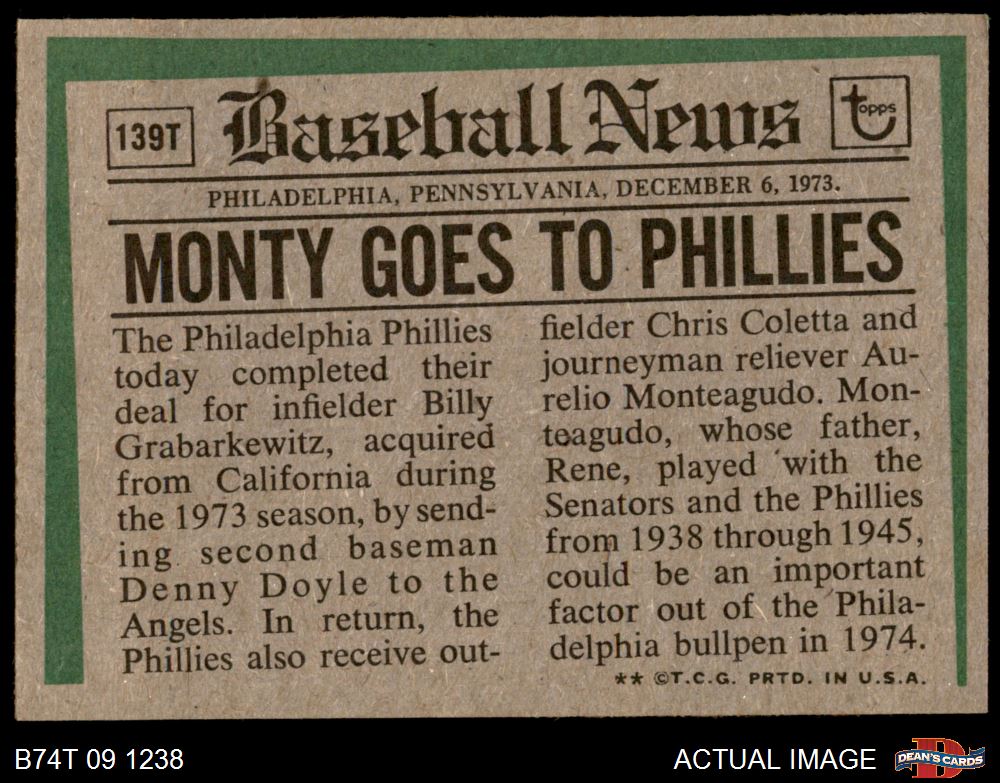 139T
Baseball News
topps
PHILADELPHIA, PENNSYLVANIA, DECEMBER 6, 1973.
MONTY GOES TO PHILLIES
The Philadelphia Phillies
today completed their
deal for infielder Billy
Grabarkewitz, acquired
from California during
the 1973 season, by send-
ing second baseman
Denny Doyle to the
Angels. In return, the
Phillies also receive out-
fielder Chris Coletta and
journeyman reliever Au-
relio Monteagudo. Mon-
teagudo, whose father,
Rene, played with the
Senators and the Phillies
from 1938 through 1945,
could be an important
factor out of the Phila-
delphia bullpen in 1974.
** ©T.C.G. PRTD. IN U.S.A.
B74T 09 1238
ACTUAL IMAGE
D
DEAN'S CARDS